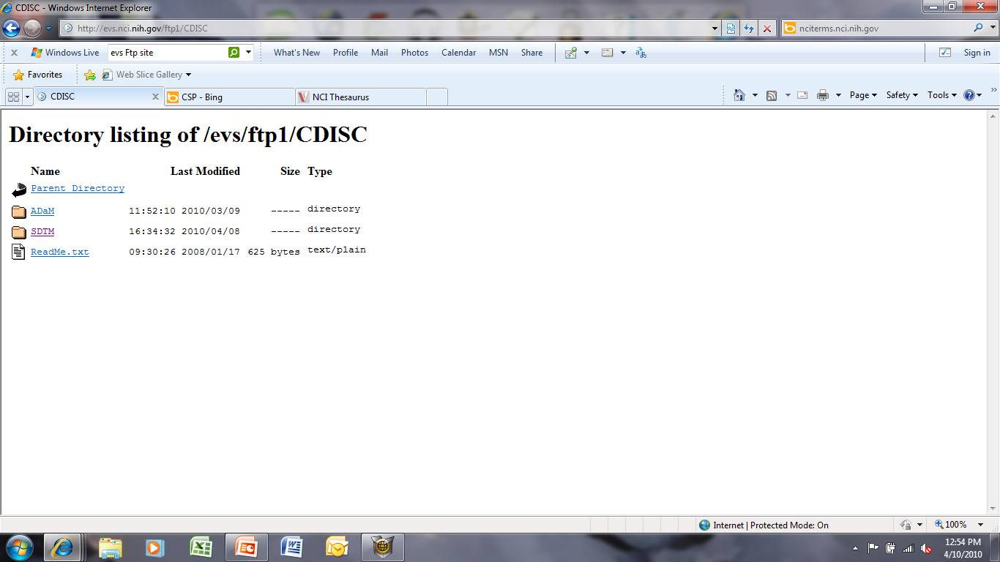 CDISC - Windows Internet Explorer
http://evs.nci.nih.gov/ftp1/CDISC
nciterms.nci.nih.gov
Windows Live evs Ftp site What's New Profile Mail Photos Calendar MSN Share Sign in
Favorites Web Slice Gallery
CDISC CSP - Bing NCI Thesaurus Page Safety Tools
Directory listing of /evs/ftp1/CDISC
Name Last Modified Size Type
Parent Directory
ADaM 11:52:10 2010/03/09 ----- directory
SDTM 16:34:32 2010/04/08 ----- directory
ReadMe.txt 09:30:26 2008/01/17 625 bytes text/plain
Internet | Protected Mode: On 100%
12:54 PM
4/10/2010